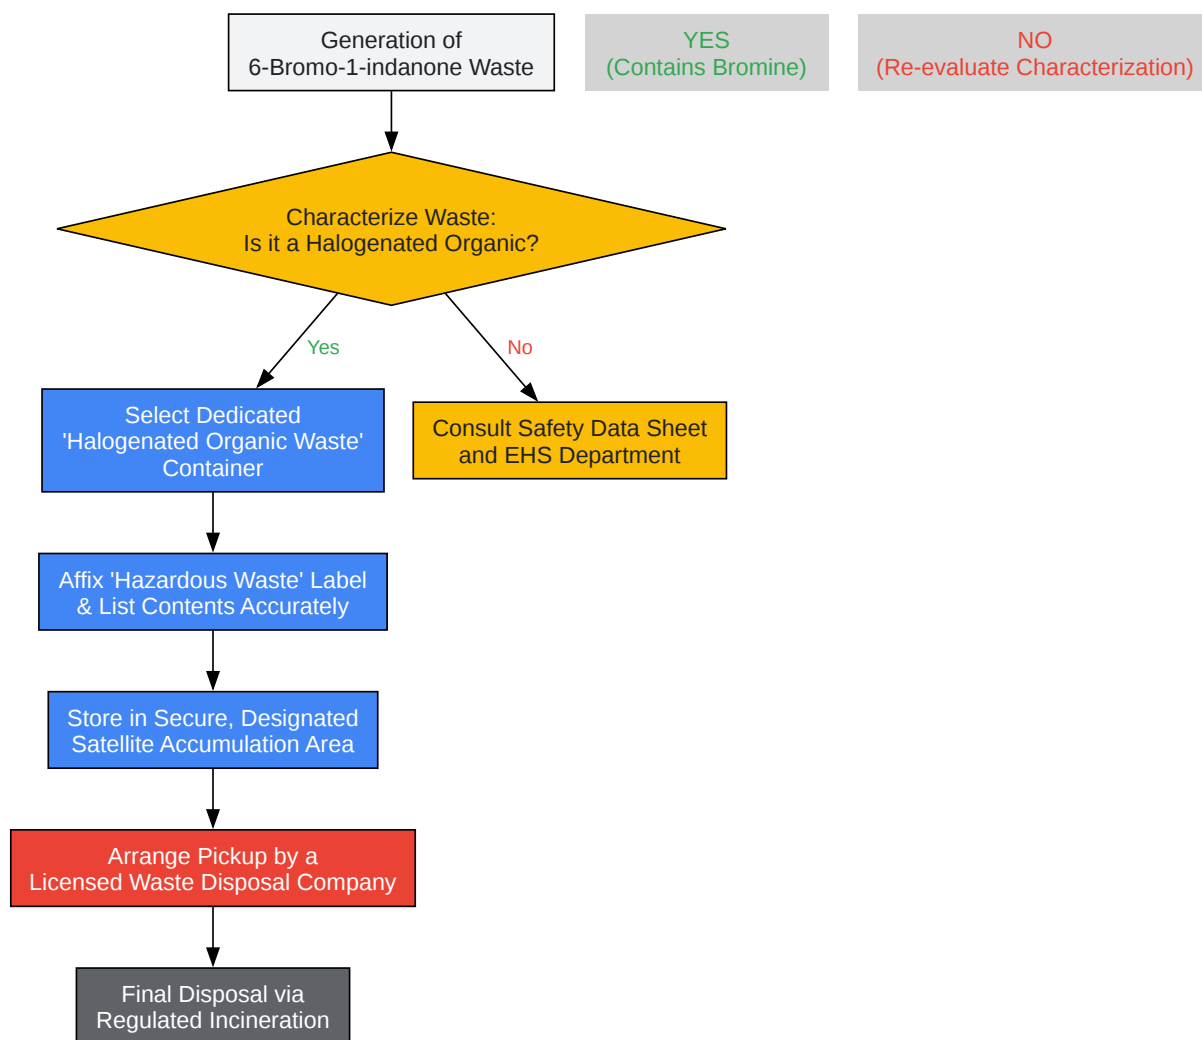 Generation of
6-Bromo-1-indanone Waste
YES
(Contains Bromine)
NO
(Re-evaluate Characterization)
Characterize Waste:
Is it a Halogenated Organic?
Yes
No
Select Dedicated
'Halogenated Organic Waste'
Container
Consult Safety Data Sheet
and EHS Department
Affix 'Hazardous Waste' Label
& List Contents Accurately
Store in Secure, Designated
Satellite Accumulation Area
Arrange Pickup by a
Licensed Waste Disposal Company
Final Disposal via
Regulated Incineration